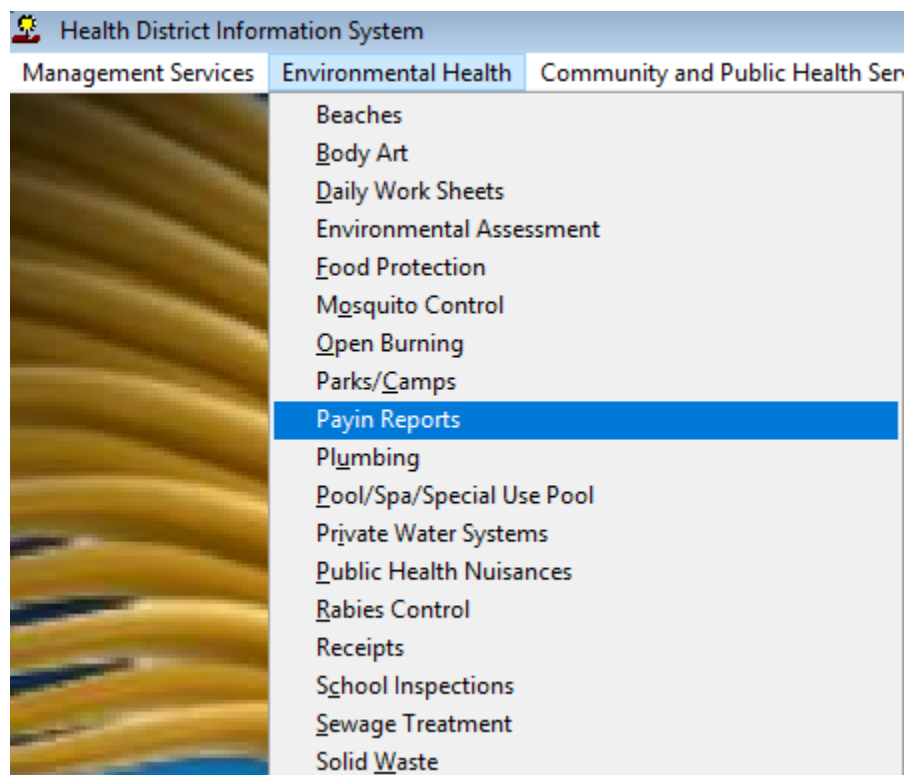 Health District Information System
Management Services Environmental Health Community and Public Health Ser
Beaches
Body Art
Daily Work Sheets
Environmental Assessment
Food Protection
Mosquito Control
Open Burning
Parks/Camps
Payin Reports
Plumbing
Pool/Spa/Special Use Pool
Private Water Systems
Public Health Nuisances
Rabies Control
Receipts
School Inspections
Sewage Treatment
Solid Waste